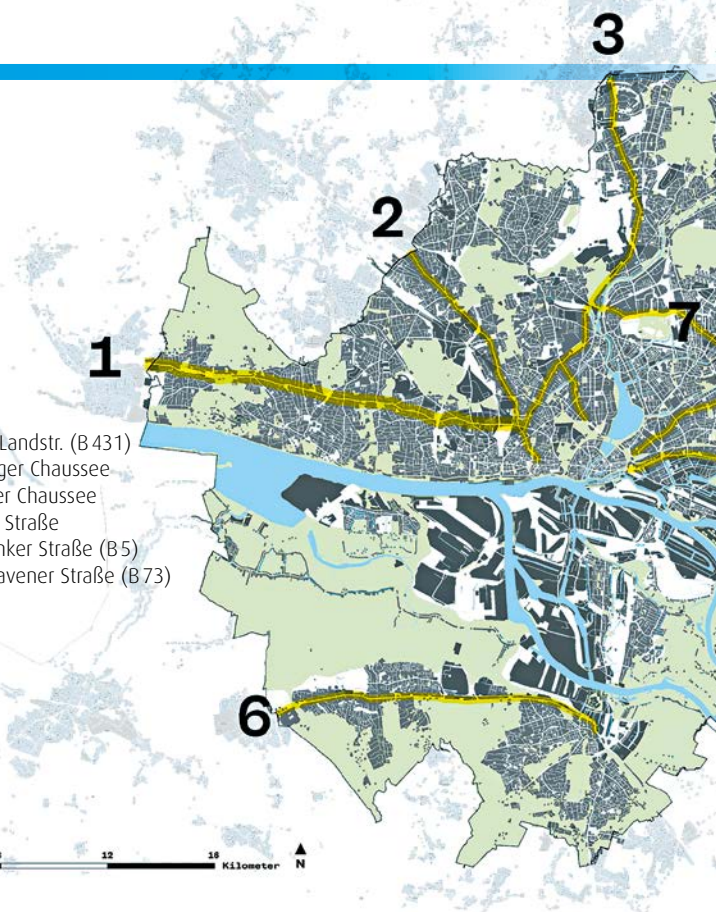 3
2
7
1
Landstr. (B 431)
ger Chaussee
er Chaussee
Straße
nker Straße (B 5)
avener Straße (B 73)
6
12
16 Kilometer
N